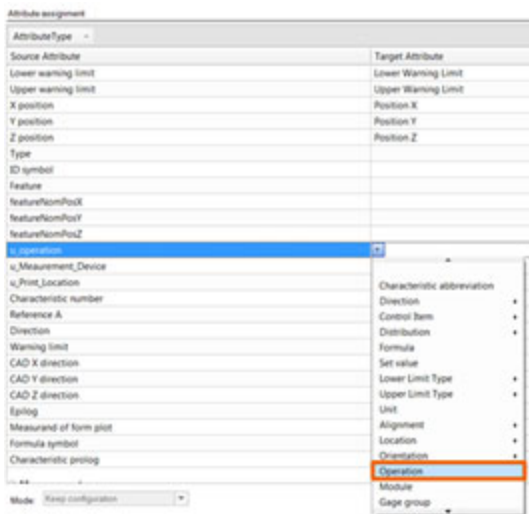 Attribute assignment
AttributeType
Source Attribute Target Attribute
Lower warning limit Lower Warning Limit
Upper warning limit Upper Warning Limit
X position Position X
Y position Position Y
Z position Position Z
Type
ID symbol
Feature
featureNomPosX
featureNomPosY
featureNomPosZ
u_operation
u_Meaurement_Device
u_Print_Location
Characteristic number
Reference A
Direction
Warning limit
CAD X direction
CAD Y direction
CAD Z direction
Epilog
Measurand of form plot
Formula symbol
Characteristic prolog
Characteristic abbreviation
Direction
Control Item
Distribution
Formula
Set value
Lower Limit Type
Upper Limit Type
Unit
Alignment
Location
Orientation
Operation
Module
Gage group
Mode: Keep configuration